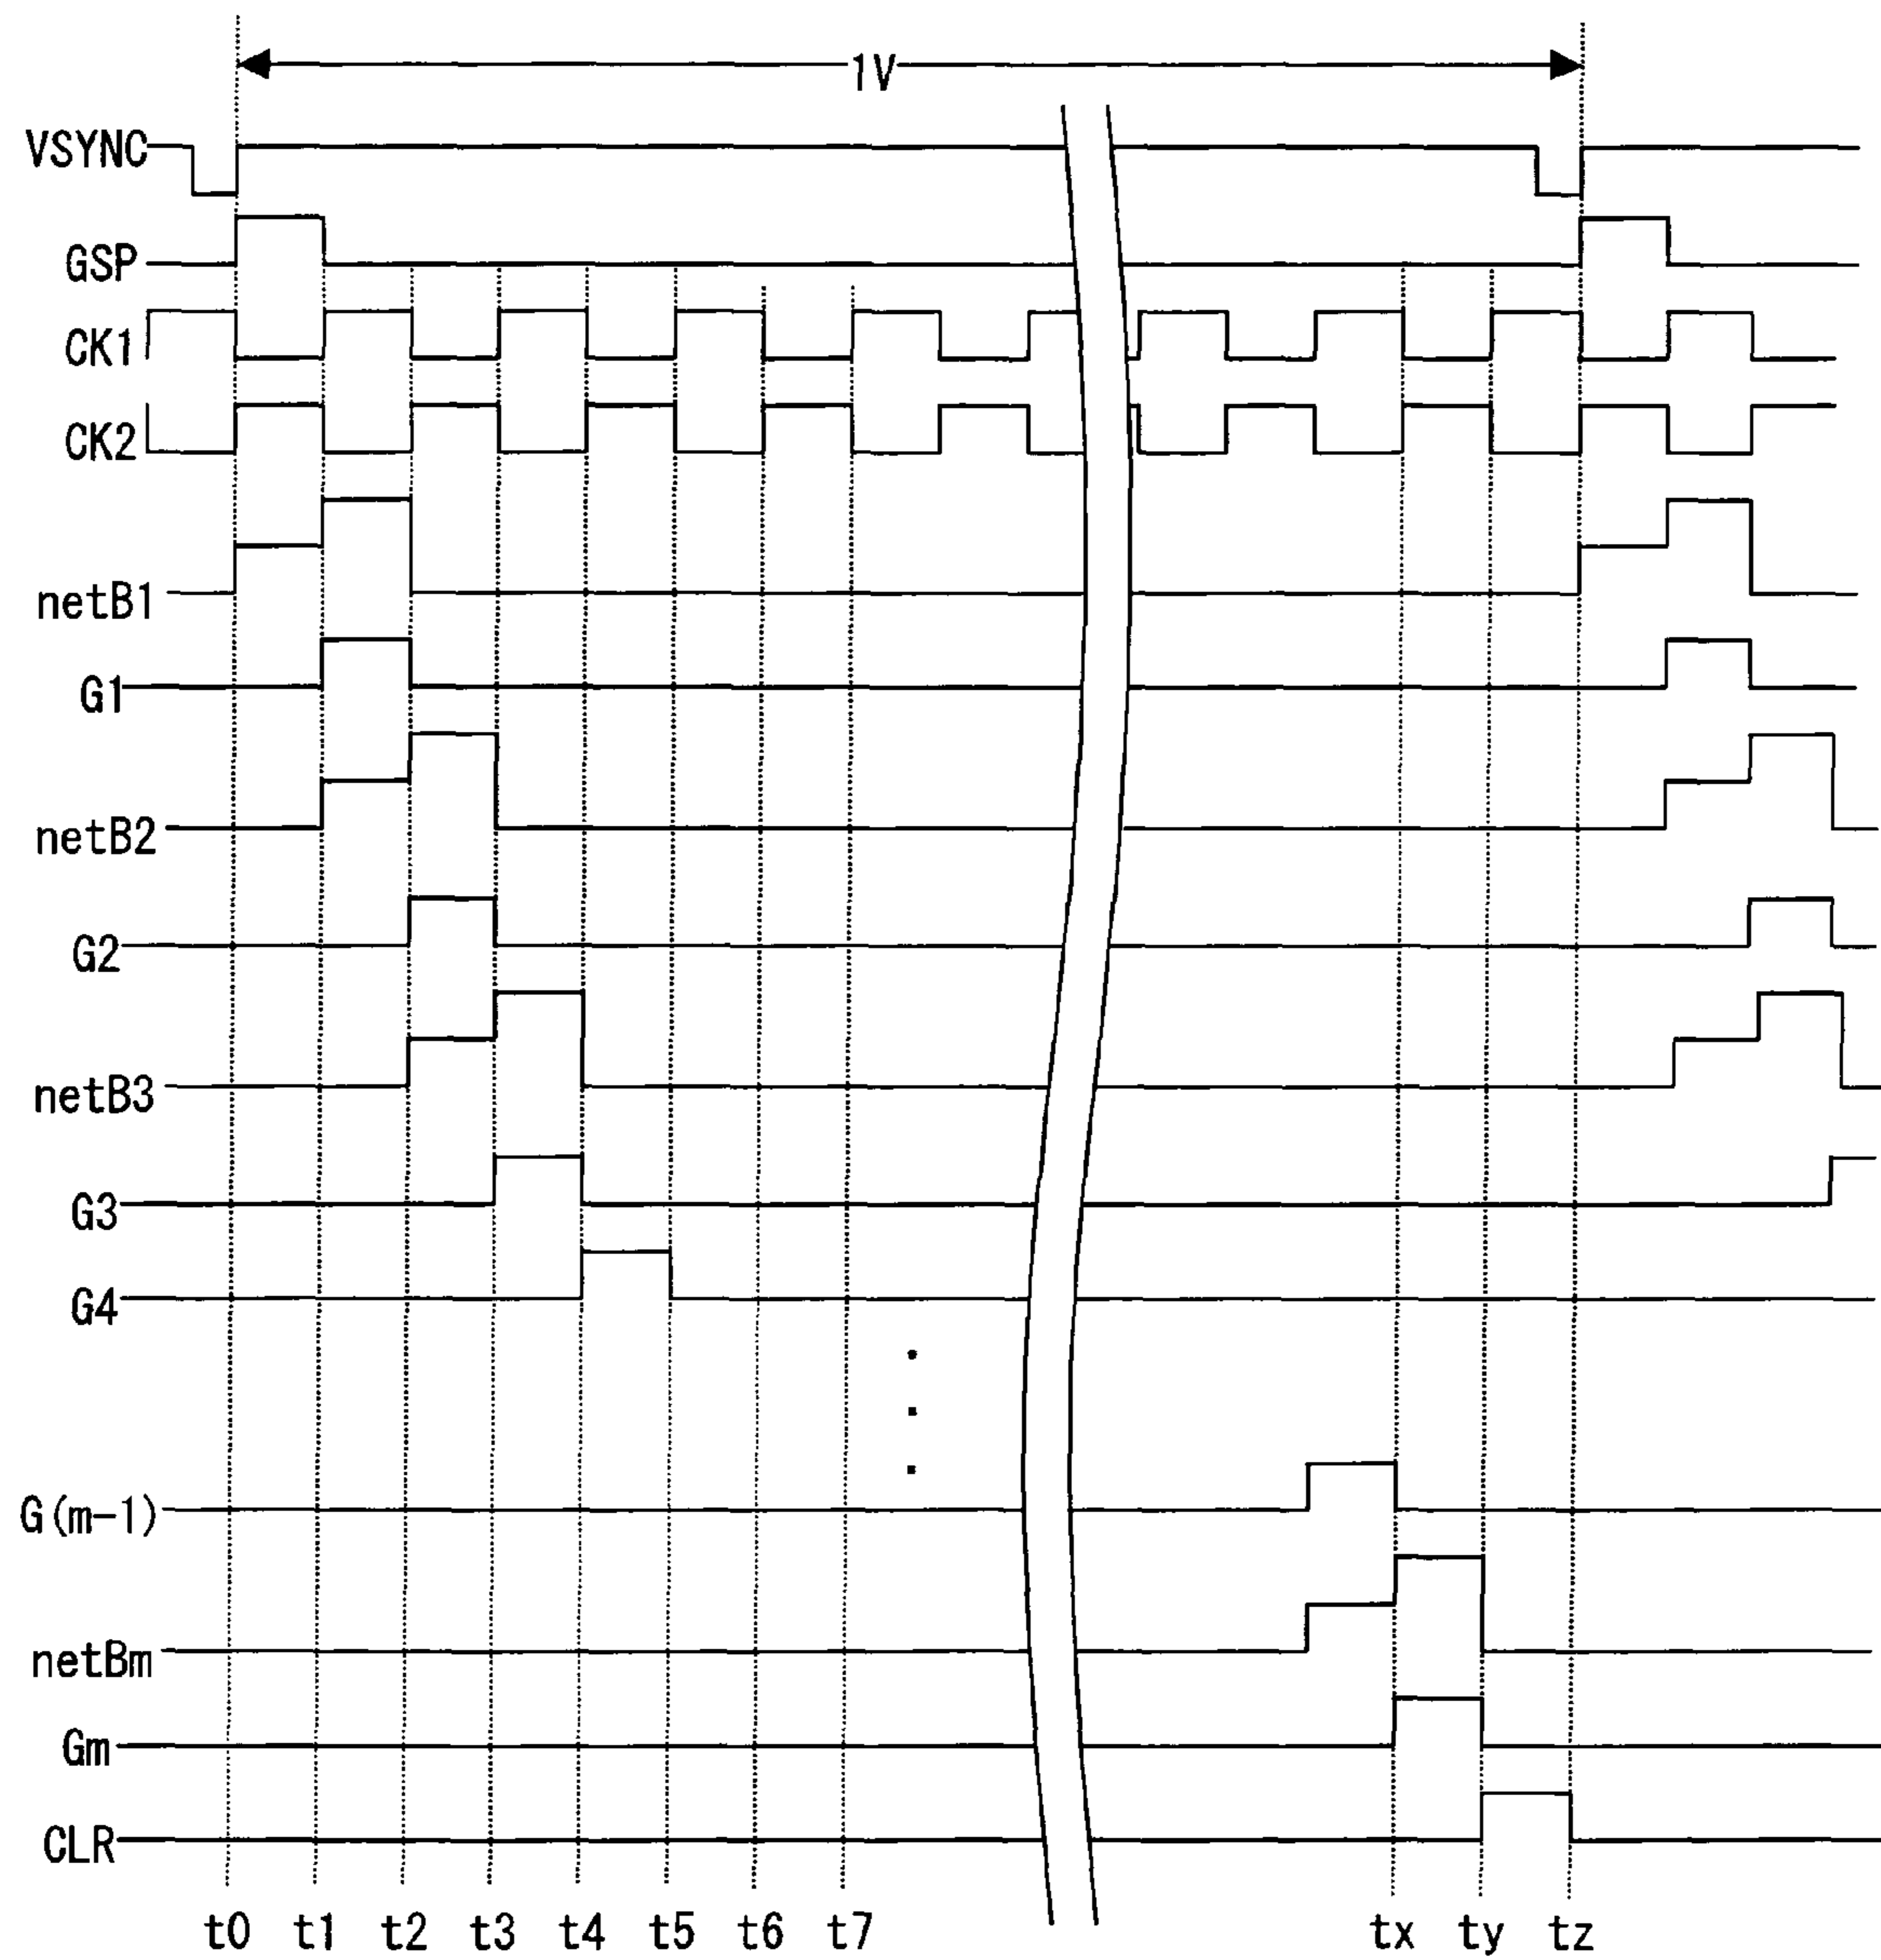 1V
VSYNC
GSP
CK1
CK2
netB1
G1
netB2
G2
netB3
G3
G4
G(m-1)
netBm
Gm
CLR
t0 t1 t2 t3 t4 t5 t6 t7 tx ty tz